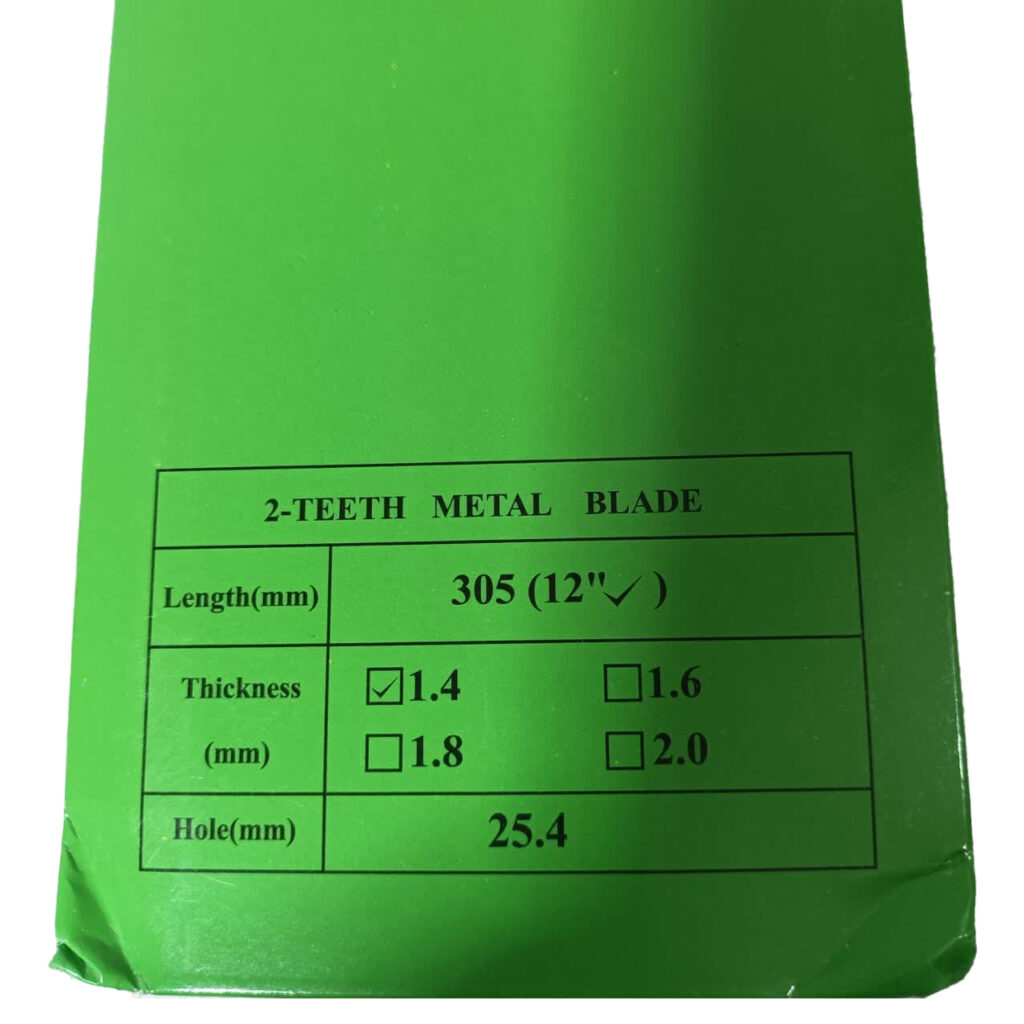 2-TEETH METAL BLADE
Length(mm) 305 (12"✓)
Thickness ☑1.4 ☐1.6
(mm) ☐1.8 ☐2.0
Hole(mm) 25.4